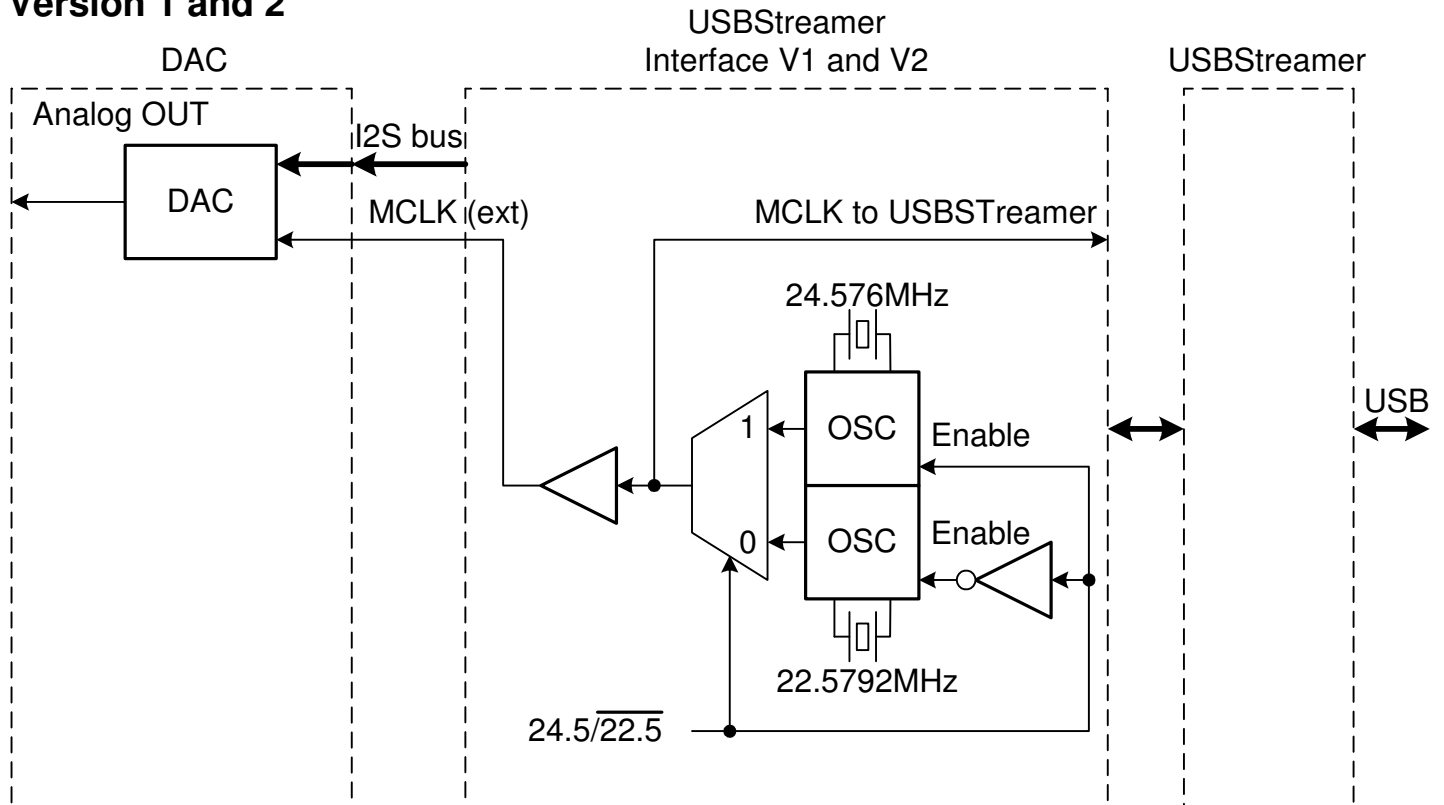 Version 1 and 2
USBStreamer
DAC
Interface V1 and V2
USBStreamer
Analog OUT
I2S bus
DAC
MCLK (ext)
MCLK to USBSTreamer
24.576MHz
USB
1
OSC
Enable
0
OSC
Enable
22.5792MHz
24.5/22.5